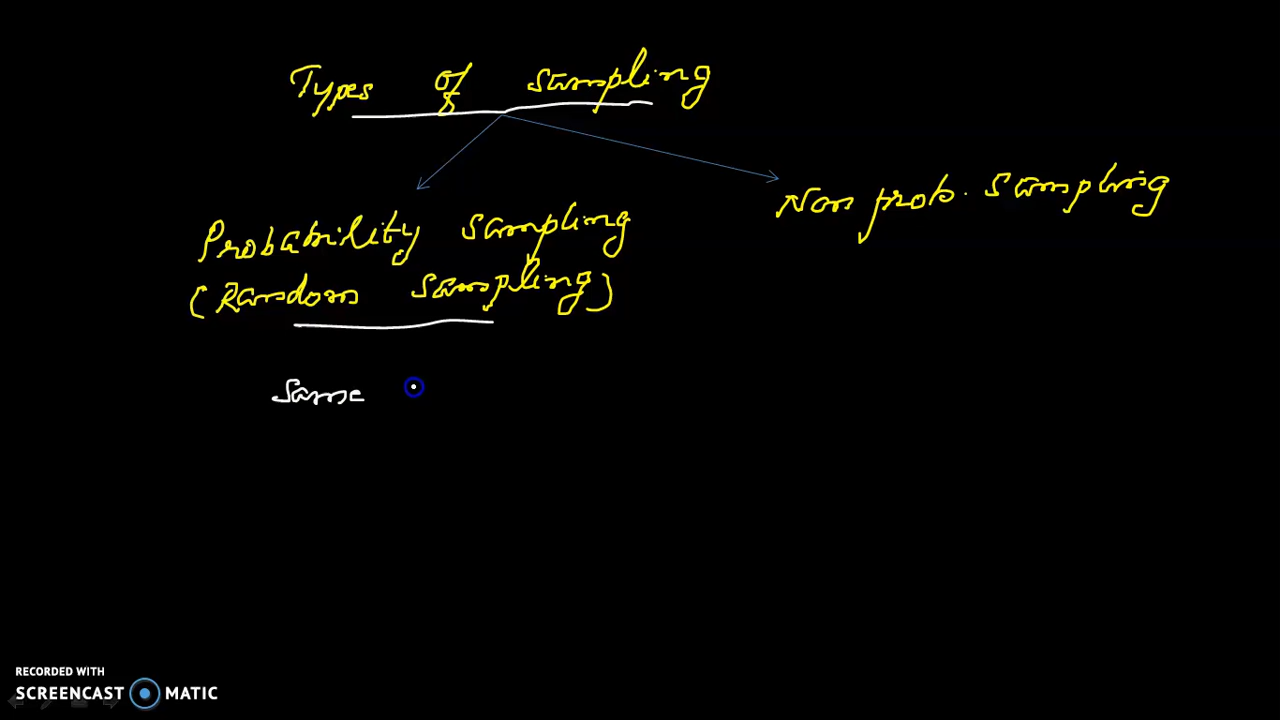 Types of sampling
Probability sampling
(Random sampling)
Non prob. sampling
Same
RECORDED WITH
SCREENCAST MATIC